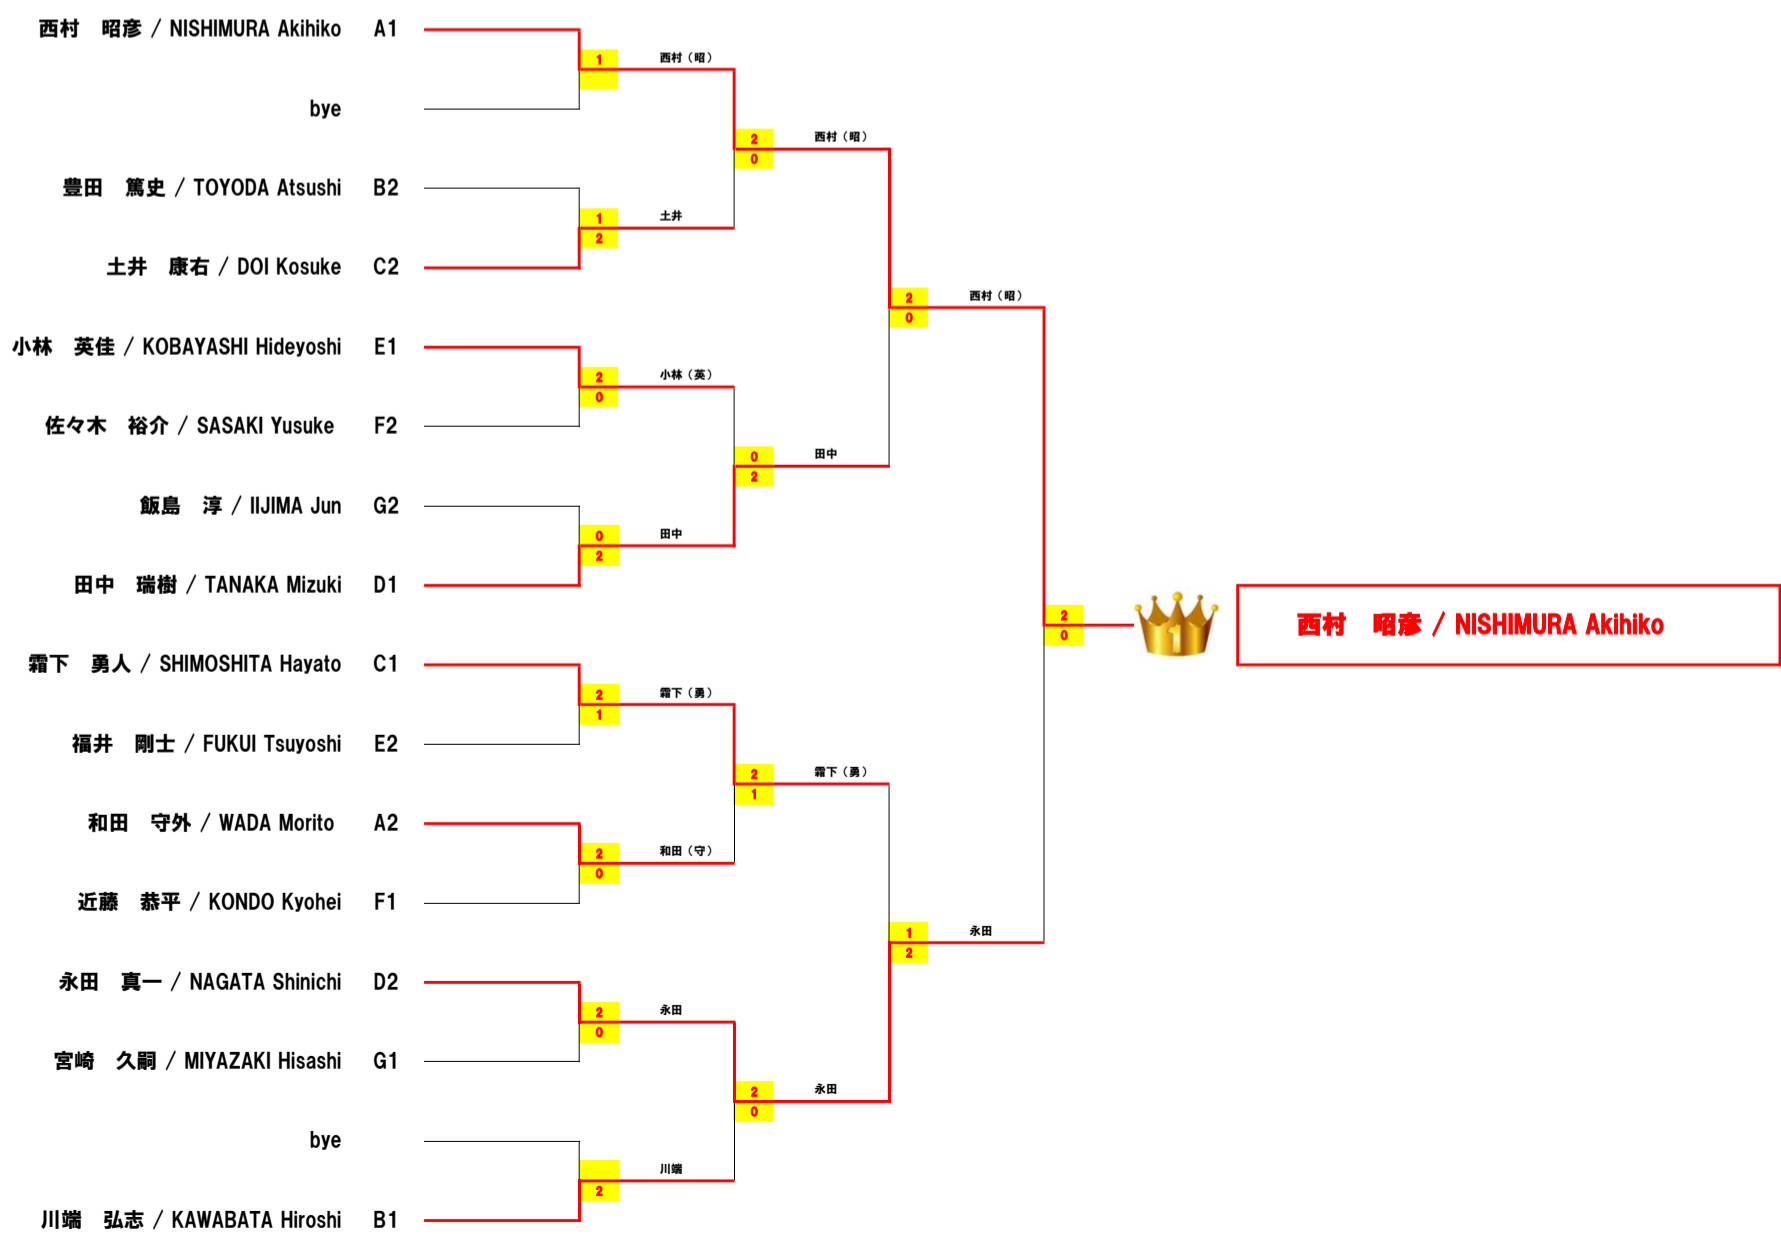 西村　昭彦 / NISHIMURA Akihiko A1
bye
豊田　篤史 / TOYODA Atsushi B2
土井　康右 / DOI Kosuke C2
小林　英佳 / KOBAYASHI Hideyoshi E1
佐々木　裕介 / SASAKI Yusuke F2
飯島　淳 / IIJIMA Jun G2
田中　瑞樹 / TANAKA Mizuki D1
霜下　勇人 / SHIMOSHITA Hayato C1
福井　剛士 / FUKUI Tsuyoshi E2
和田　守外 / WADA Morito A2
近藤　恭平 / KONDO Kyohei F1
永田　真一 / NAGATA Shinichi D2
宮崎　久嗣 / MIYAZAKI Hisashi G1
bye
川端　弘志 / KAWABATA Hiroshi B1
1
西村（昭）
1
2
土井
2
0
小林（英）
0
2
田中
2
1
霜下（勇）
2
0
和田（守）
2
0
永田
2
川端
2
0
西村（昭）
0
2
田中
2
1
霜下（勇）
2
0
永田
2
0
西村（昭）
1
2
永田
2
0
1
西村　昭彦 / NISHIMURA Akihiko